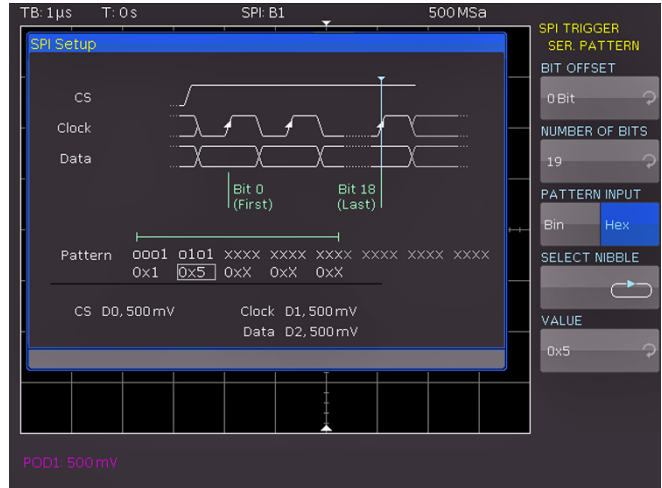 TB: 1µs T: 0 s SPI: B1 500 MSa
SPI TRIGGER
SER. PATTERN
SPI Setup
BIT OFFSET
0 Bit
CS
Clock
Data
NUMBER OF BITS
19
Bit 0
(First)
Bit 18
(Last)
PATTERN INPUT
Bin Hex
Pattern 0001 0101 XXXX XXXX XXXX XXXX XXXX XXXX
0x1 0x5 0xX 0xX 0xX
SELECT NIBBLE
CS D0, 500 mV Clock D1, 500 mV
Data D2, 500 mV
VALUE
0x5
POD1: 500 mV